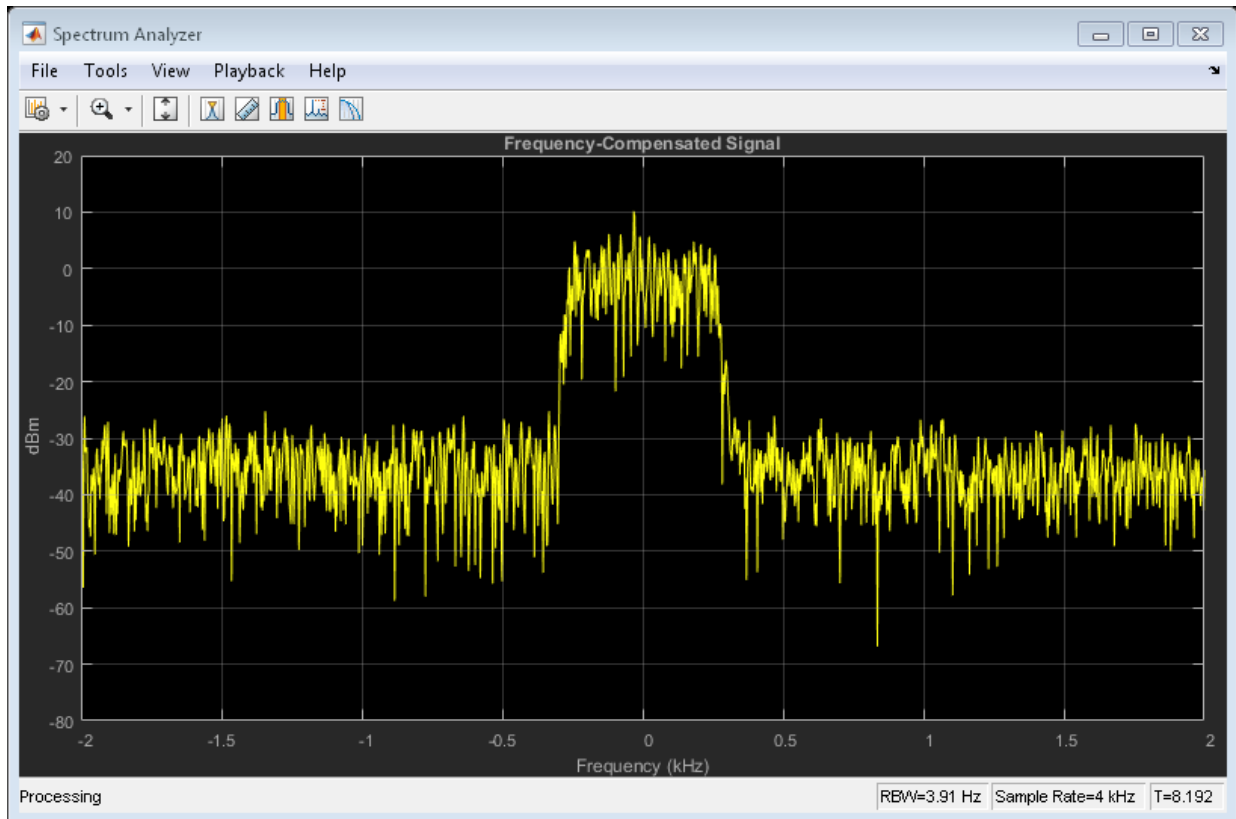 Spectrum Analyzer
File Tools View Playback Help
Frequency-Compensated Signal
20
10
0
-10
-20
-30
-40
-50
-60
-70
-80
dBm
-2 -1.5 -1 -0.5 0 0.5 1 1.5 2
Frequency (kHz)
Processing RBW=3.91 Hz Sample Rate=4 kHz T=8.192